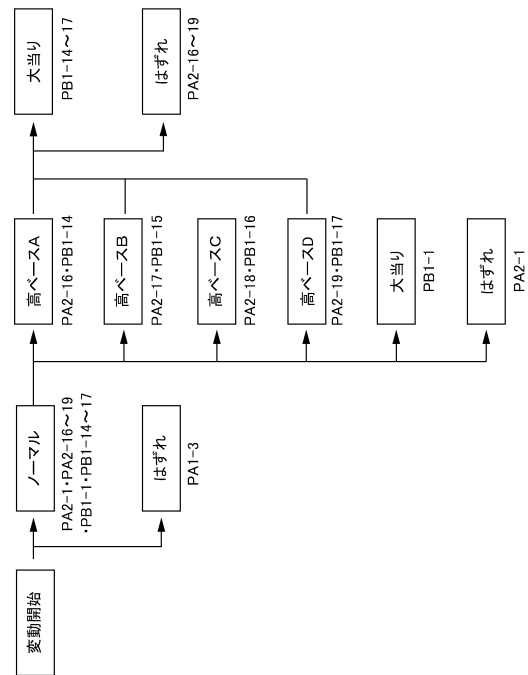 変動開始
ノーマル
PA2-1・PA2-16～19
・PB1-1・PB1-14～17
はずれ
PA1-3
高ベースA
PA2-16・PB1-14
高ベースB
PA2-17・PB1-15
高ベースC
PA2-18・PB1-16
高ベースD
PA2-19・PB1-17
大当り
PB1-1
はずれ
PA2-1
大当り
PB1-14～17
はずれ
PA2-16～19